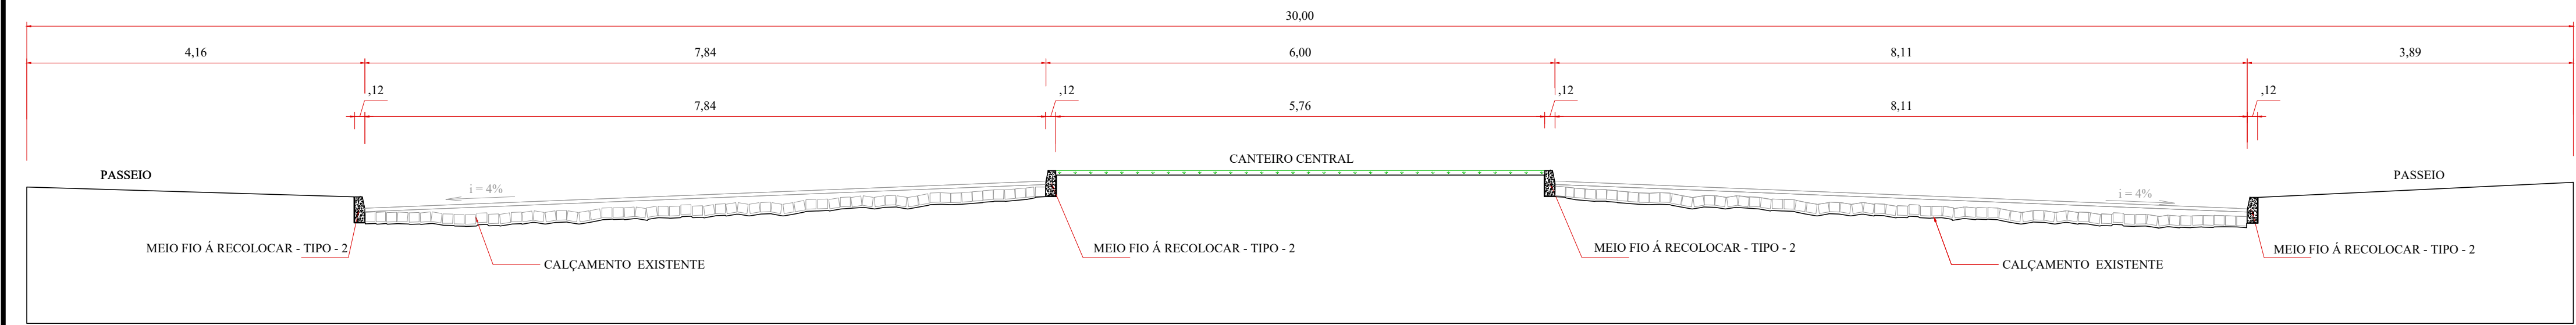 30,00
4,16
7,84
6,00
8,11
3,89
,12
7,84
,12
5,76
,12
8,11
,12
CANTEIRO CENTRAL
PASSEIO
i = 4%
i = 4%
PASSEIO
MEIO FIO Á RECOLOCAR - TIPO - 2
MEIO FIO Á RECOLOCAR - TIPO - 2
MEIO FIO Á RECOLOCAR - TIPO - 2
MEIO FIO Á RECOLOCAR - TIPO - 2
CALÇAMENTO EXISTENTE
CALÇAMENTO EXISTENTE